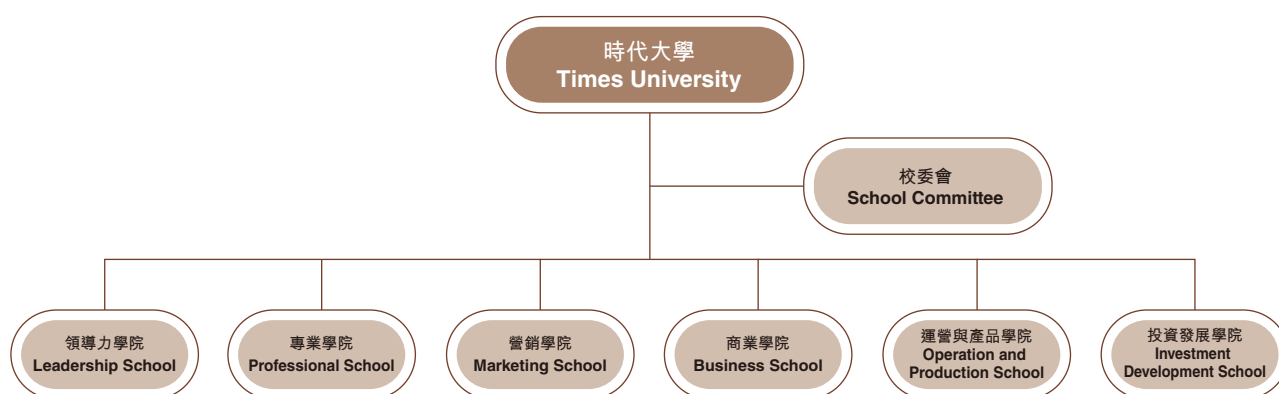 時代大學
Times University
校委會
School Committee
領導力學院
Leadership School
專業學院
Professional School
營銷學院
Marketing School
商業學院
Business School
運營與產品學院
Operation and
Production School
投資發展學院
Investment
Development School